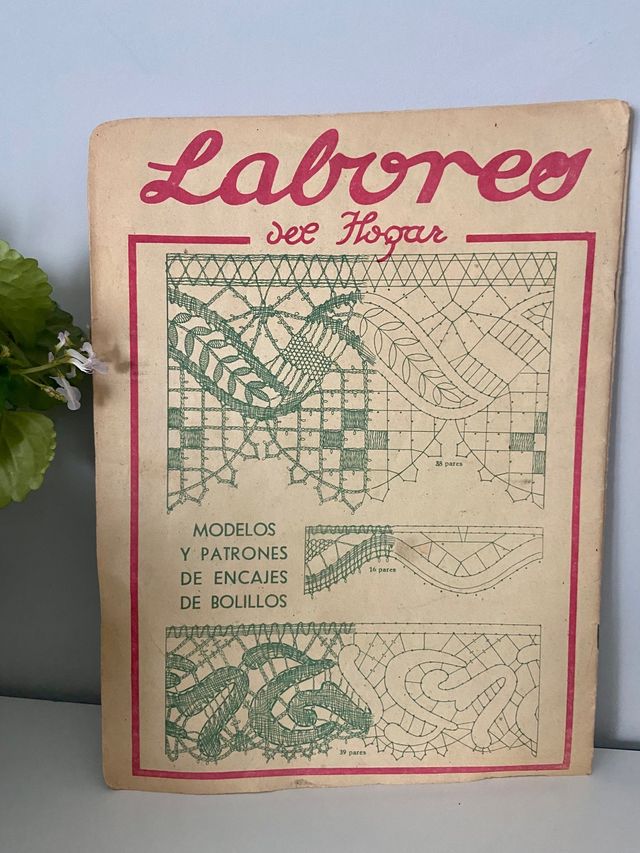 Labores
del Hogar
38 pares
MODELOS
Y PATRONES
DE ENCAJES
DE BOLILLOS
16 pares
39 pares